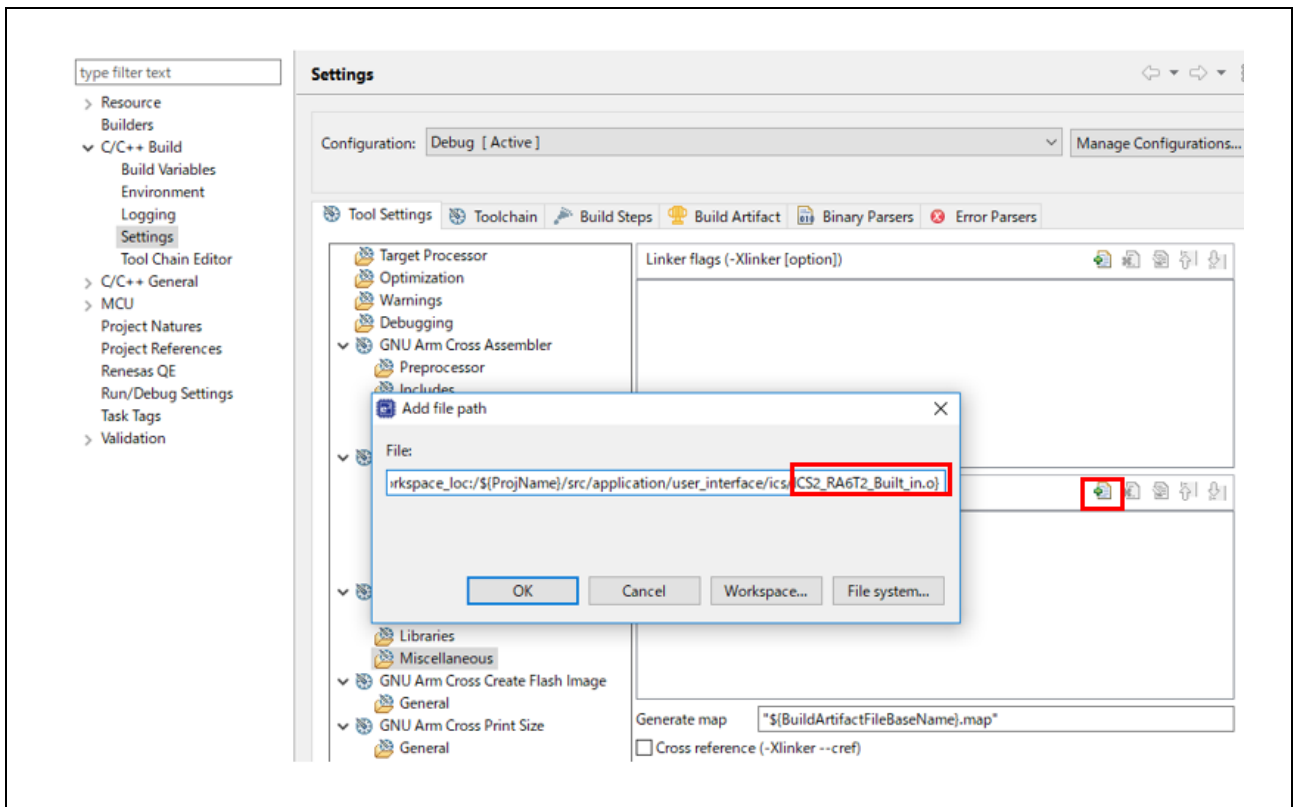 type filter text
Resource
Builders
C/C++ Build
Build Variables
Environment
Logging
Settings
Tool Chain Editor
C/C++ General
MCU
Project Natures
Project References
Renesas QE
Run/Debug Settings
Task Tags
Validation
Settings
Configuration: Debug [ Active ] Manage Configurations...
Tool Settings Toolchain Build Steps Build Artifact Binary Parsers Error Parsers
Target Processor
Optimization
Warnings
Debugging
GNU Arm Cross Assembler
Preprocessor
Includes
Linker flags (-Xlinker [option])
Add file path
File:
rkspace_loc:/${ProjName}/src/application/user_interface/ics/ICS2_RA6T2_Built_in.o}
OK Cancel Workspace... File system...
Libraries
Miscellaneous
GNU Arm Cross Create Flash Image
General
GNU Arm Cross Print Size
General
Generate map "${BuildArtifactFileBaseName}.map"
Cross reference (-Xlinker --cref)